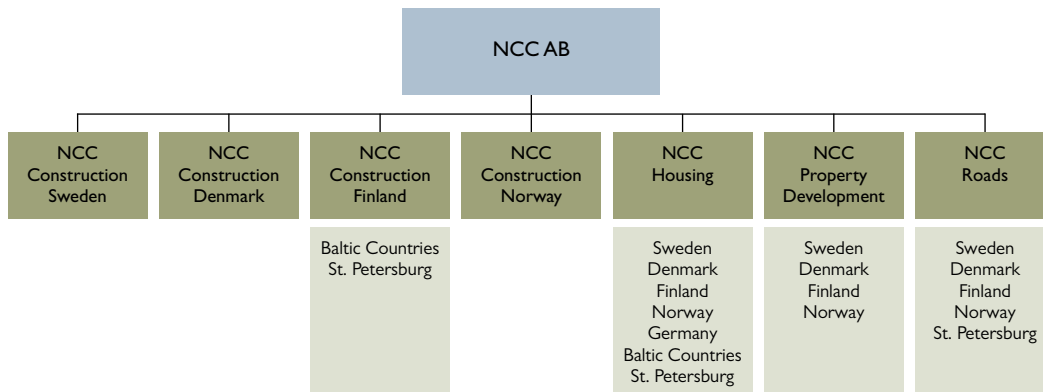 NCC AB
NCC
Construction
Sweden
NCC
Construction
Denmark
NCC
Construction
Finland
NCC
Construction
Norway
NCC
Housing
NCC
Property
Development
NCC
Roads
Baltic Countries
St. Petersburg
Sweden
Denmark
Finland
Norway
Germany
Baltic Countries
St. Petersburg
Sweden
Denmark
Finland
Norway
Sweden
Denmark
Finland
Norway
St. Petersburg